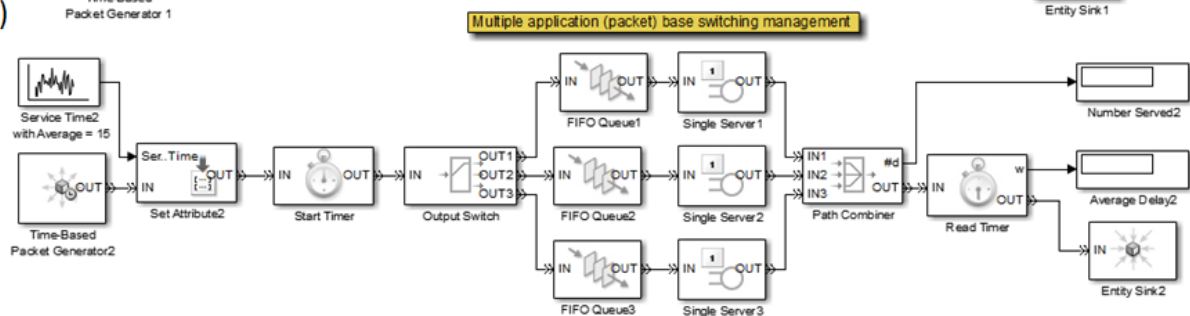 )
Time-Based
Packet Generator 1
Multiple application (packet) base switching management
Entity Sink1
Service Time2
with Average = 15
Ser..Time
IN
OUT
{...}
Set Attribute2
OUT
Time-Based
Packet Generator2
IN
OUT
Start Timer
IN
OUT1
OUT2
OUT3
Output Switch
IN
OUT
FIFO Queue1
1
IN
OUT
Single Server1
IN
OUT
FIFO Queue2
1
IN
OUT
Single Server2
IN
OUT
FIFO Queue3
1
IN
OUT
Single Server3
IN1
IN2
IN3
#d
OUT
Path Combiner
IN
w
OUT
Read Timer
Number Served2
Average Delay2
IN
Entity Sink2